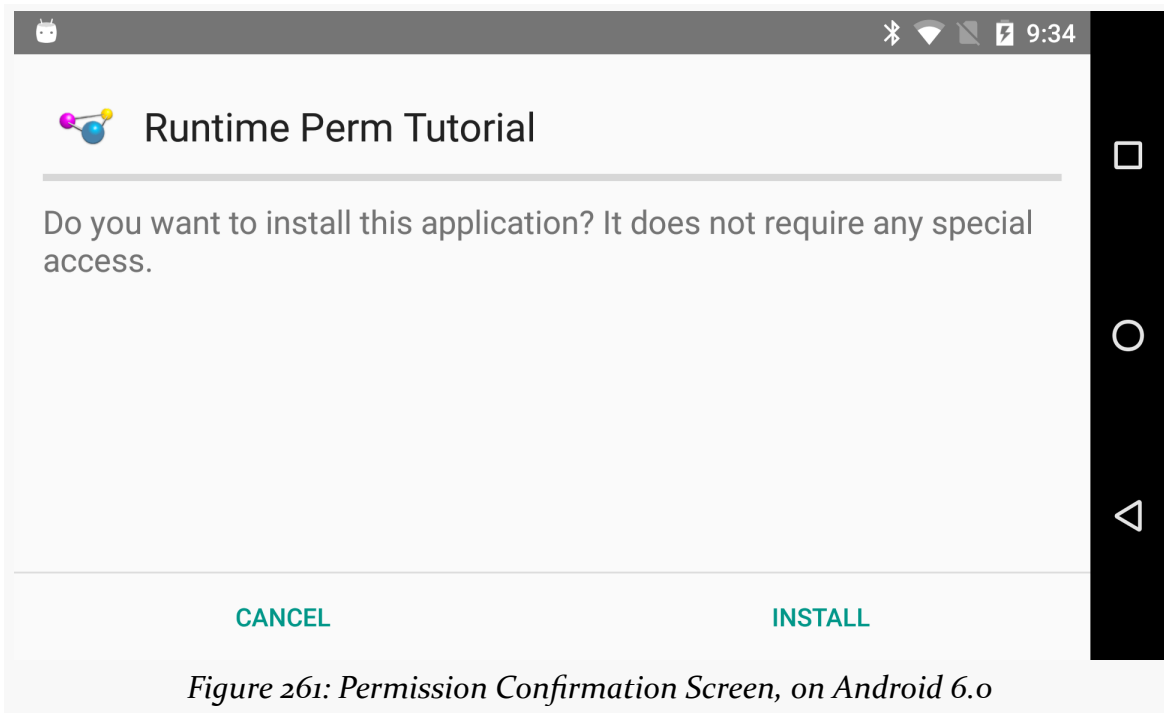 9:34
Runtime Perm Tutorial
Do you want to install this application? It does not require any special
access.
CANCEL INSTALL
Figure 261: Permission Confirmation Screen, on Android 6.0